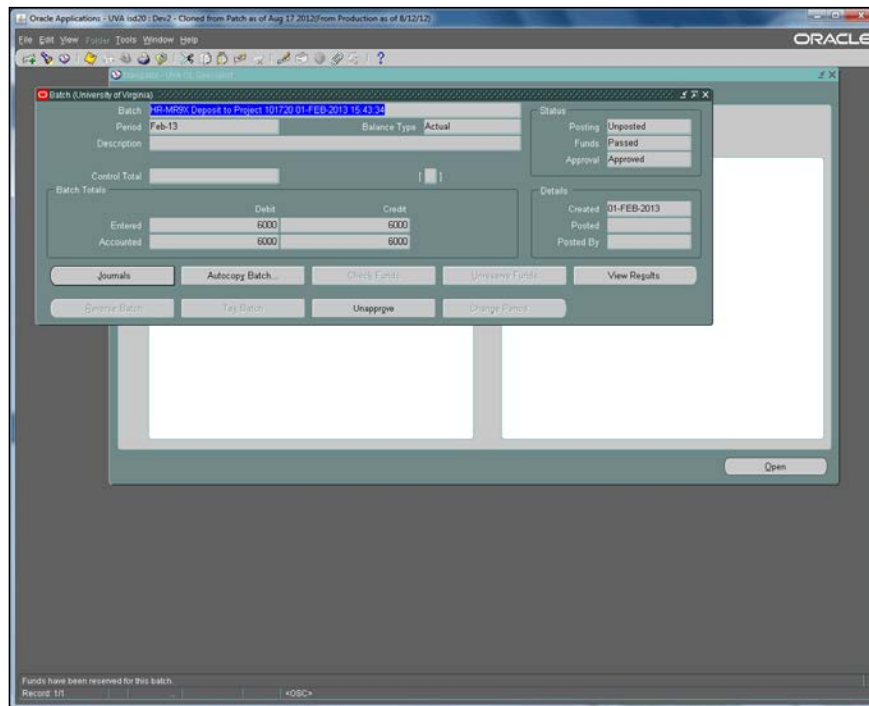 Oracle Applications - UVA isd20 : Dev2 - Cloned from Patch as of Aug 17 2012(From Production as of 8/12/12)
File Edit View Folder Tools Window Help
ORACLE
Batch (University of Virginia)
Batch HR-MR9X Deposit to Project 101720 01-FEB-2013 15:43:34
Period Feb-13 Balance Type Actual
Description
Control Total [ ]
Status
Posting Unposted
Funds Passed
Approval Approved
Batch Totals
Debit Credit
Entered 6000 6000
Accounted 6000 6000
Details
Created 01-FEB-2013
Posted
Posted By
Journals Autocopy Batch... Check Funds Unreserve Funds View Results
Reverse Batch Tax Batch Unapprove Change Period
Open
Funds have been reserved for this batch.
Record: 1/1 ... <OSC>